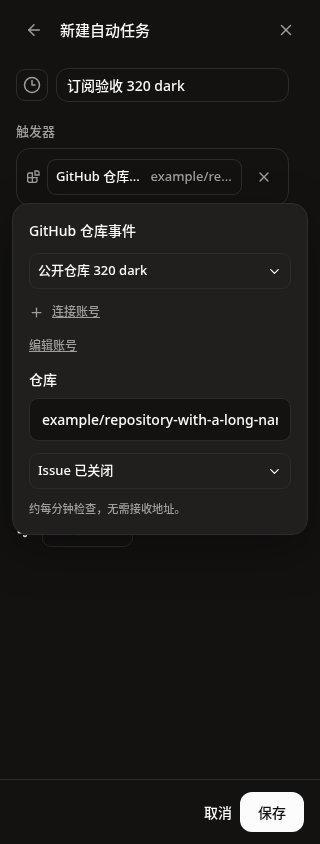 新建自动任务
订阅验收 320 dark
触发器
GitHub 仓库... example/re...
GitHub 仓库事件
公开仓库 320 dark
连接账号
编辑账号
仓库
example/repository-with-a-long-nar
Issue 已关闭
约每分钟检查，无需接收地址。
取消 保存